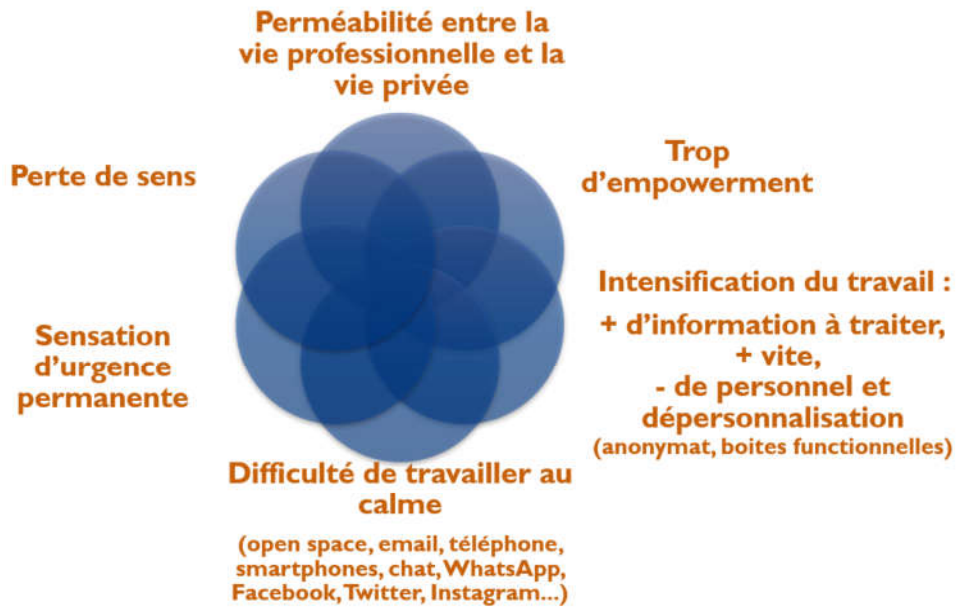 Perméabilité entre la
vie professionnelle et la
vie privée
Trop
d’empowerment
Intensification du travail :
+ d’information à traiter,
+ vite,
- de personnel et
dépersonnalisation
(anonymat, boites functionnelles)
Difficulté de travailler au
calme
(open space, email, téléphone,
smartphones, chat, WhatsApp,
Facebook, Twitter, Instagram...)
Sensation
d’urgence
permanente
Perte de sens